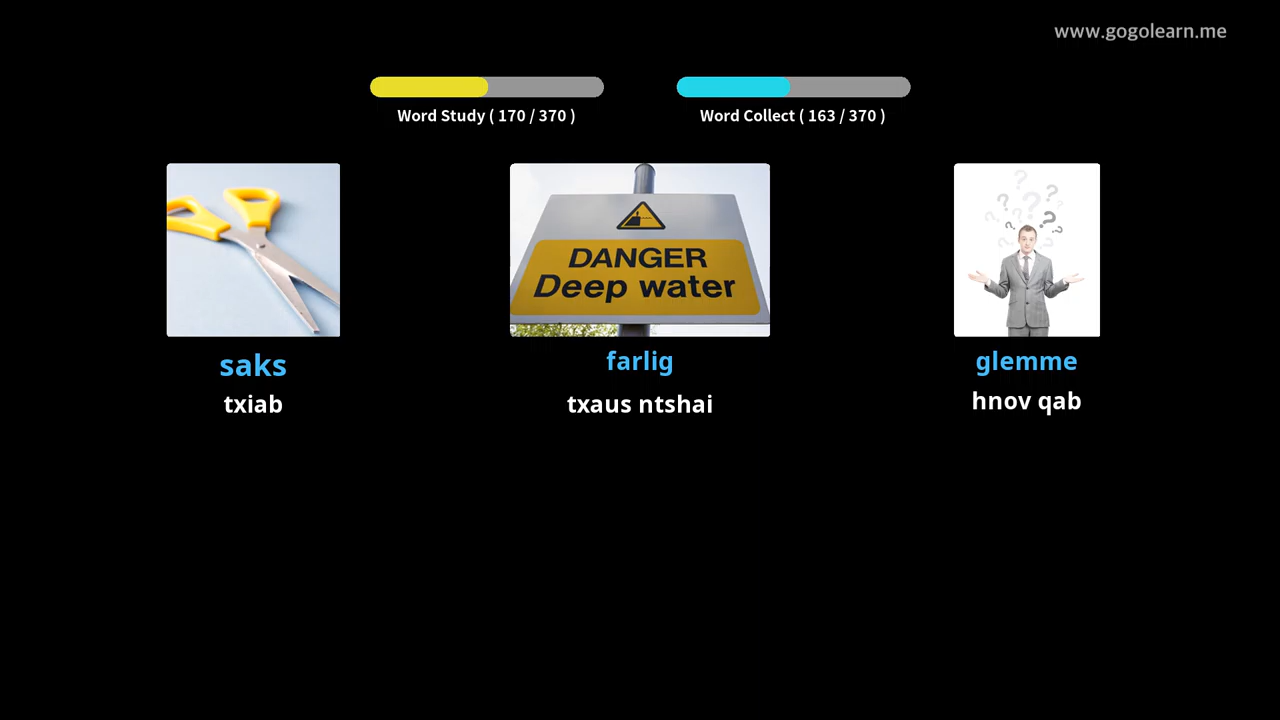 www.gogolearn.me
Word Study ( 170 / 370 )
Word Collect ( 163 / 370 )
DANGER
Deep water
saks
farlig
glemme
txiab
txaus ntshai
hnov qab